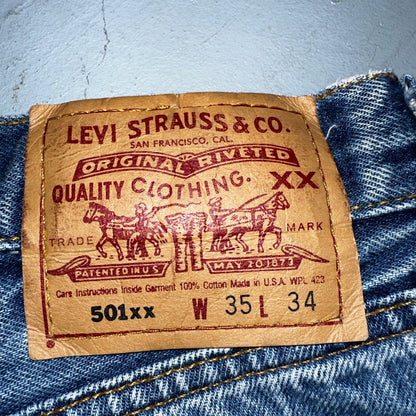 LEVI STRAUSS & CO.
SAN FRANCISCO, CAL.
ORIGINAL RIVETED
QUALITY CLOTHING. XX
TRADE MARK
PATENTED IN U.S. MAY 20 1873
Care Instructions Inside Garment 100% Cotton Made in U.S.A. WPL 423
501xx W 35 L 34